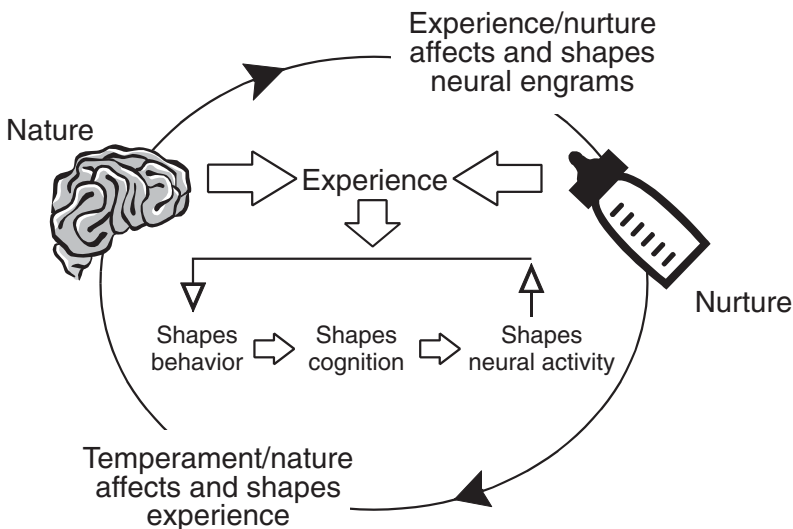 Experience/nurture
affects and shapes
neural engrams
Nature
Experience
Nurture
Shapes
behavior
Shapes
cognition
Shapes
neural activity
Temperament/nature
affects and shapes
experience